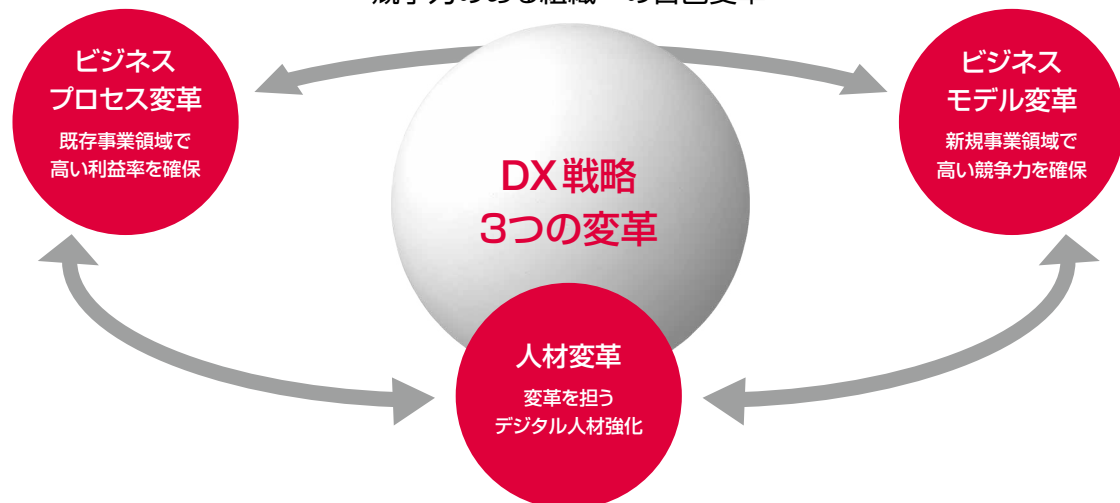 ビジネス
プロセス変革
既存事業領域で
高い利益率を確保
ビジネス
モデル変革
新規事業領域で
高い競争力を確保
DX戦略
3つの変革
人材変革
変革を担う
デジタル人材強化